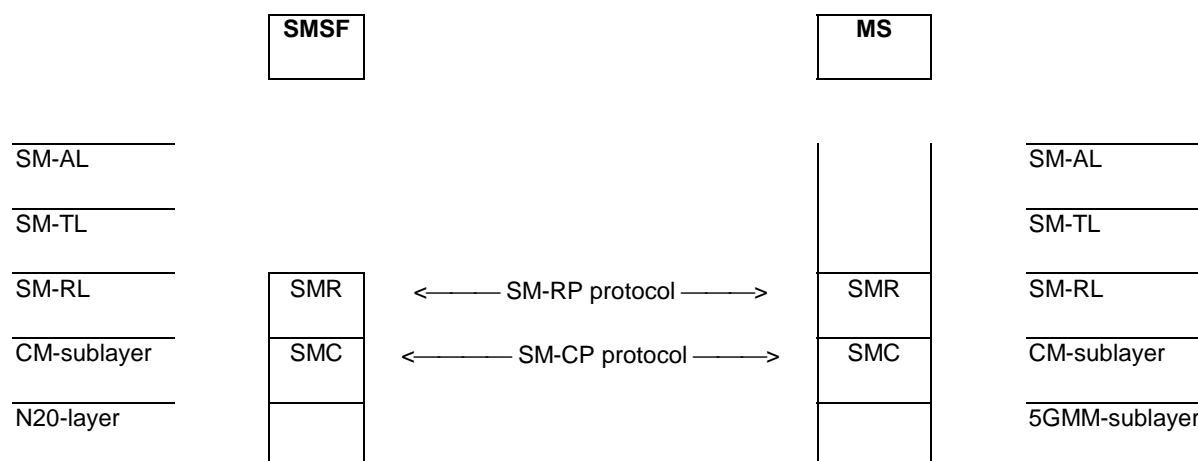 SMSF MS
SM-AL SM-AL
SM-TL SM-TL
SM-RL SMR <——— SM-RP protocol ———> SMR SM-RL
CM-sublayer SMC <———— SM-CP protocol ———> SMC CM-sublayer
N20-layer 5GMM-sublayer